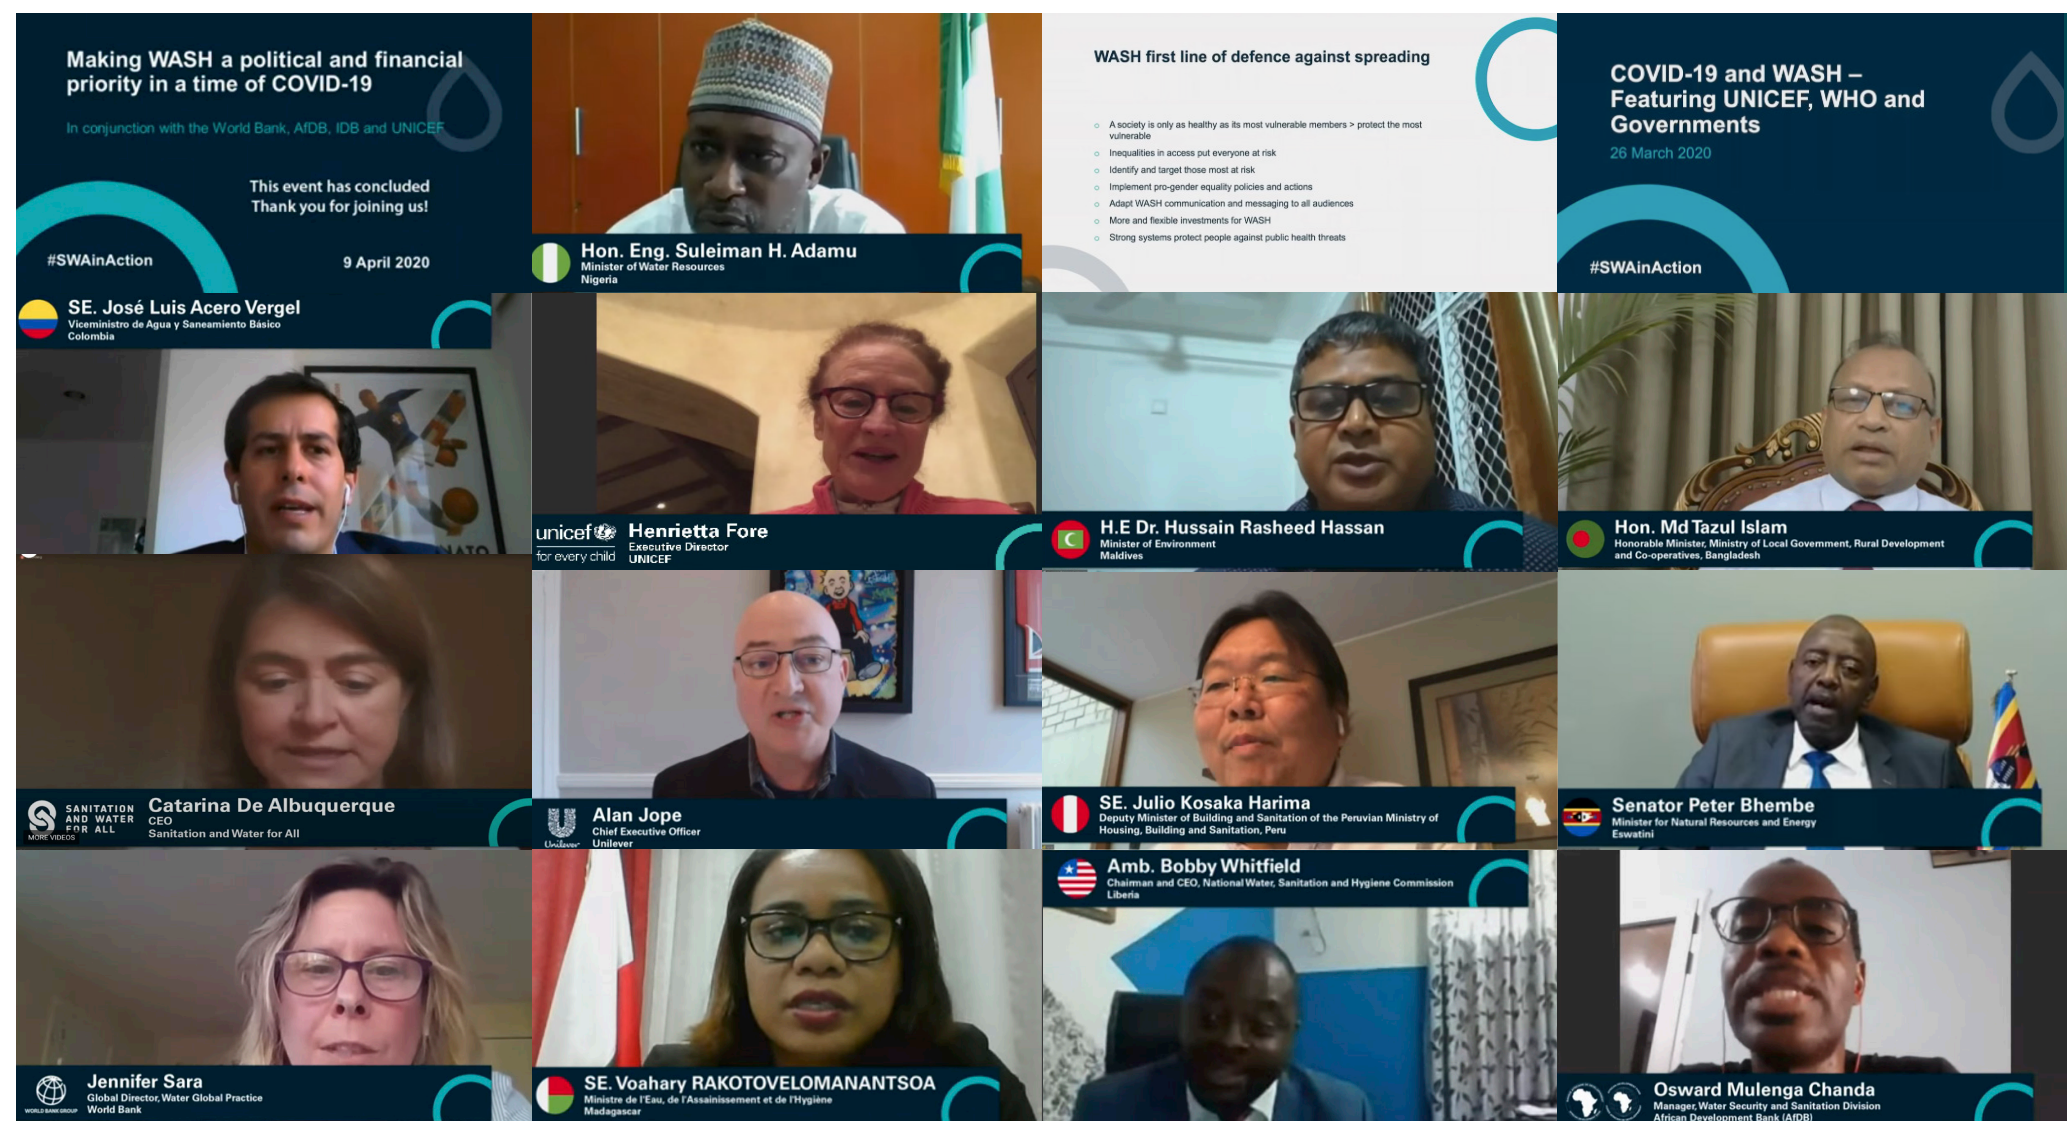 Making WASH a political and financial
priority in a time of COVID-19
In conjunction with the World Bank, AfDB, IDB and UNICEF
This event has concluded
Thank you for joining us!
#SWAinAction
9 April 2020
Hon. Eng. Suleiman H. Adamu
Minister of Water Resources
Nigeria
WASH first line of defence against spreading
A society is only as healthy as its most vulnerable members > protect the most
vulnerable
Inequalities in access put everyone at risk
Identify and target those most at risk
Implement pro-gender equality policies and actions
Adapt WASH communication and messaging to all audiences
More and flexible investments for WASH
Strong systems protect people against public health threats
COVID-19 and WASH –
Featuring UNICEF, WHO and
Governments
26 March 2020
#SWAinAction
SE. José Luis Acero Vergel
Viceministro de Agua y Saneamiento Básico
Colombia
unicef
for every child
Henrietta Fore
Executive Director
UNICEF
H.E Dr. Hussain Rasheed Hassan
Minister of Environment
Maldives
Hon. Md Tazul Islam
Honorable Minister, Ministry of Local Government, Rural Development
and Co-operatives, Bangladesh
SANITATION
AND WATER
FOR ALL
MORE VIDEOS
Catarina De Albuquerque
CEO
Sanitation and Water for All
Unilever
Alan Jope
Chief Executive Officer
Unilever
SE. Julio Kosaka Harima
Deputy Minister of Building and Sanitation of the Peruvian Ministry of
Housing, Building and Sanitation, Peru
Senator Peter Bhembe
Minister for Natural Resources and Energy
Eswatini
WORLD BANK GROUP
Jennifer Sara
Global Director, Water Global Practice
World Bank
SE. Voahary RAKOTOVELOMANANTSOA
Ministre de l'Eau, de l'Assainissement et de l'Hygiène
Madagascar
Amb. Bobby Whitfield
Chairman and CEO, National Water, Sanitation and Hygiene Commission
Liberia
Osward Mulenga Chanda
Manager, Water Security and Sanitation Division
African Development Bank (AfDB)